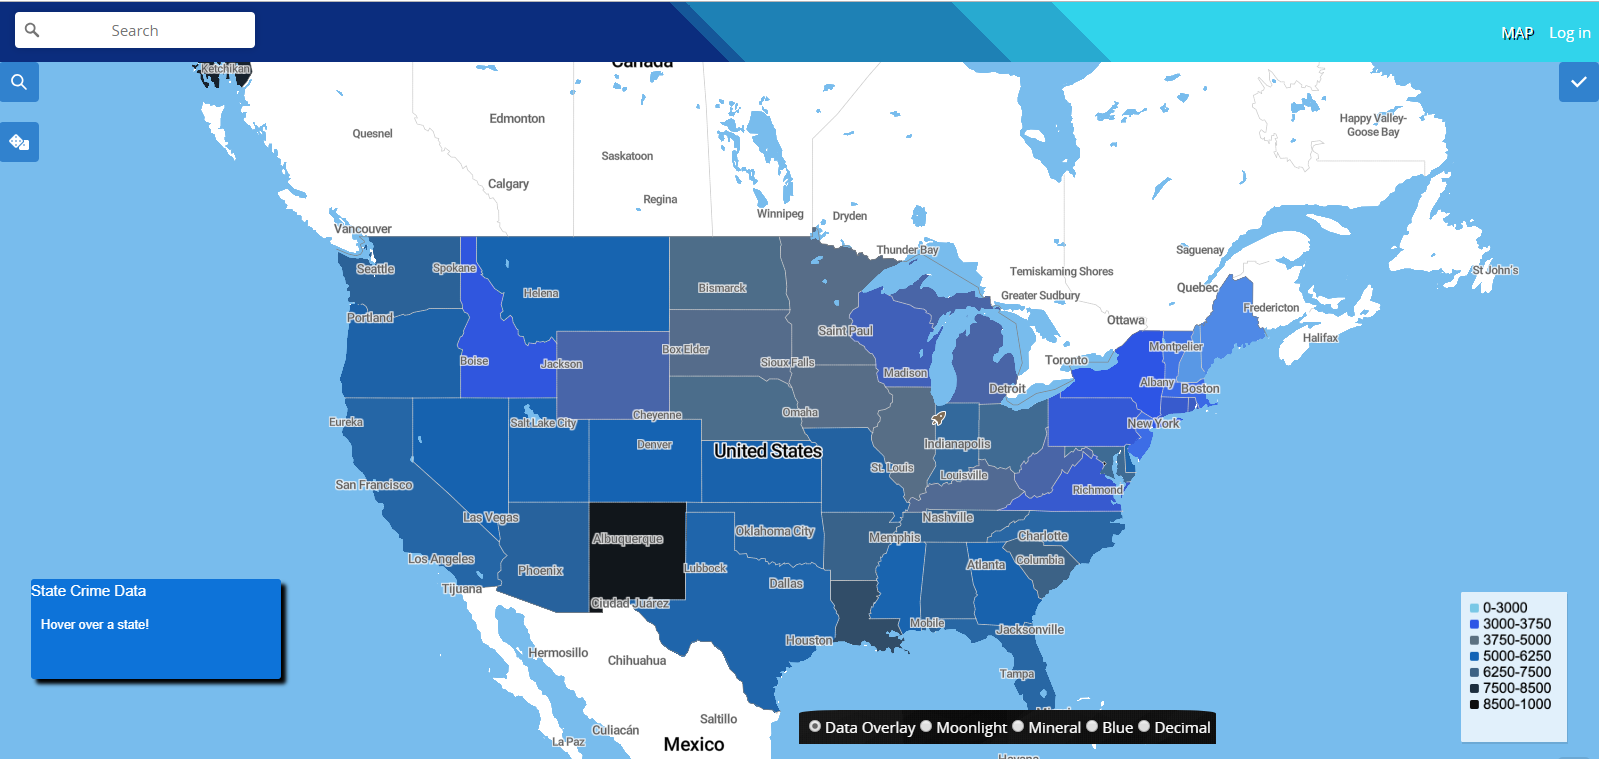 Search
MAP
Log in
Ketchikan
Canada
Edmonton
Quesnel
Happy Valley-
Goose Bay
Saskatoon
Calgary
Regina
Winnipeg
Dryden
Vancouver
Thunder Bay
Saguenay
Seattle
Spokane
Temiskaming Shores
St John's
Helena
Bismarck
Greater Sudbury
Quebec
Fredericton
Portland
Saint Paul
Ottawa
Halifax
Boise
Jackson
Box Elder
Sioux Falls
Madison
Toronto
Montpelier
Detroit
Albany
Boston
Eureka
Salt Lake City
Cheyenne
Omaha
New York
Denver
United States
Indianapolis
San Francisco
St. Louis
Louisville
Richmond
Las Vegas
Nashville
Albuquerque
Oklahoma City
Memphis
Charlotte
Los Angeles
Phoenix
Lubbock
Atlanta
Columbia
State Crime Data
Hover over a state!
Tijuana
Dallas
Ciudad Juárez
Mobile
Jacksonville
Houston
Hermosillo
Chihuahua
Tampa
0-3000
3000-3750
3750-5000
5000-6250
6250-7500
7500-8500
8500-1000
Saltillo
Culiacán
La Paz
Mexico
Data Overlay Moonlight Mineral Blue Decimal